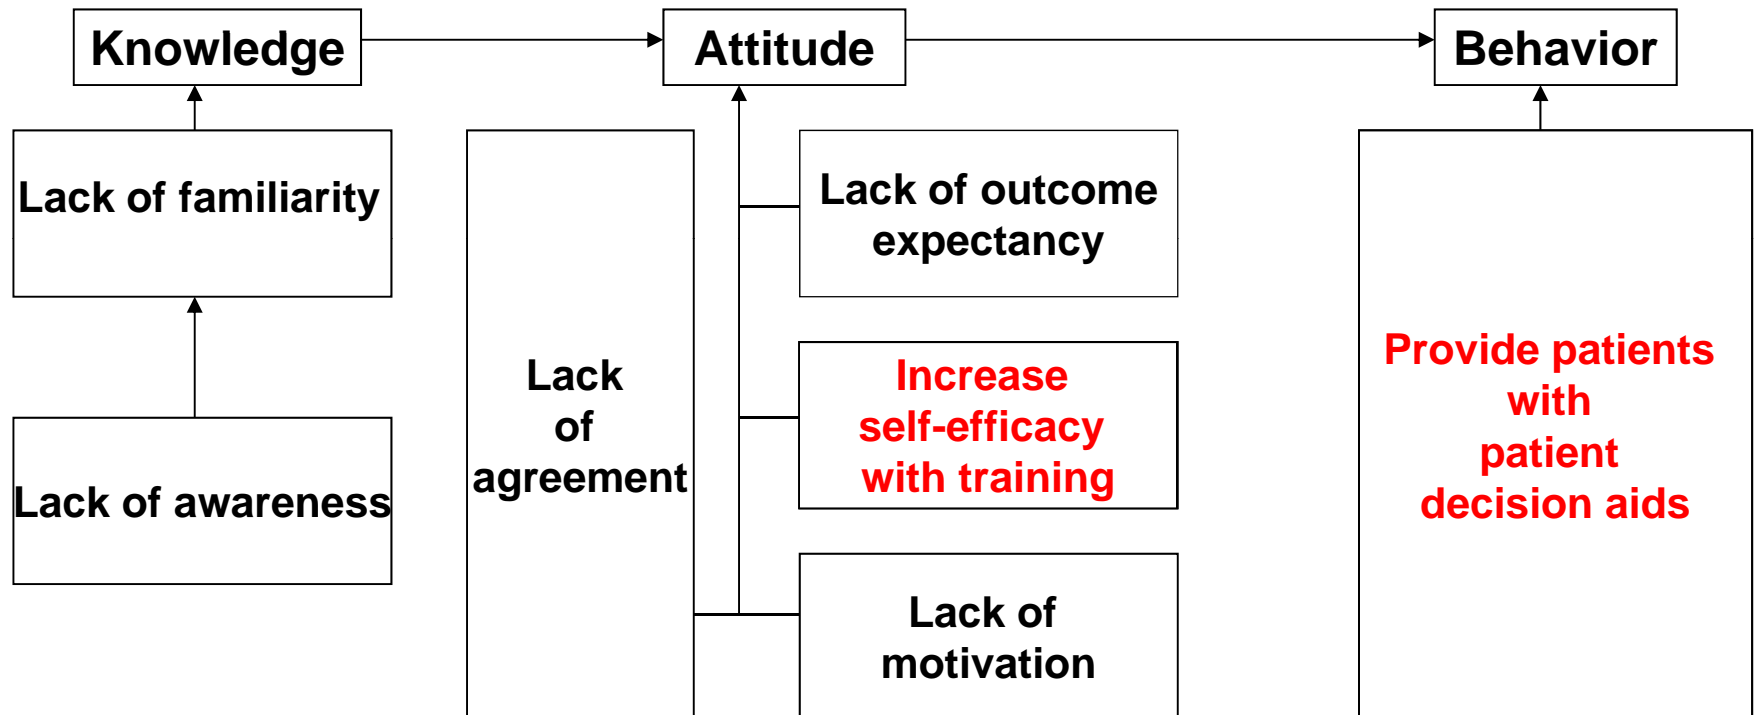 Knowledge
Attitude
Behavior
Lack of familiarity
Lack of awareness
Lack
of
agreement
Lack of outcome
expectancy
Increase
self-efficacy
with training
Lack of
motivation
Provide patients
with
patient
decision aids